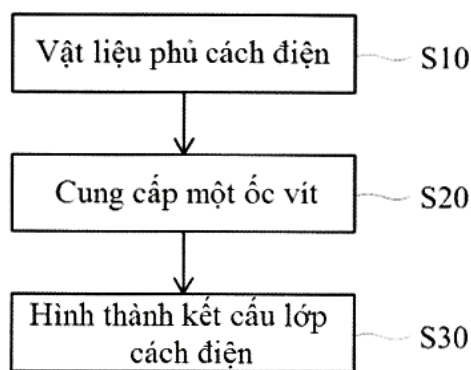 Vật liệu phủ cách điện
S10
Cung cấp một ốc vít
S20
Hình thành kết cấu lớp
cách điện
S30